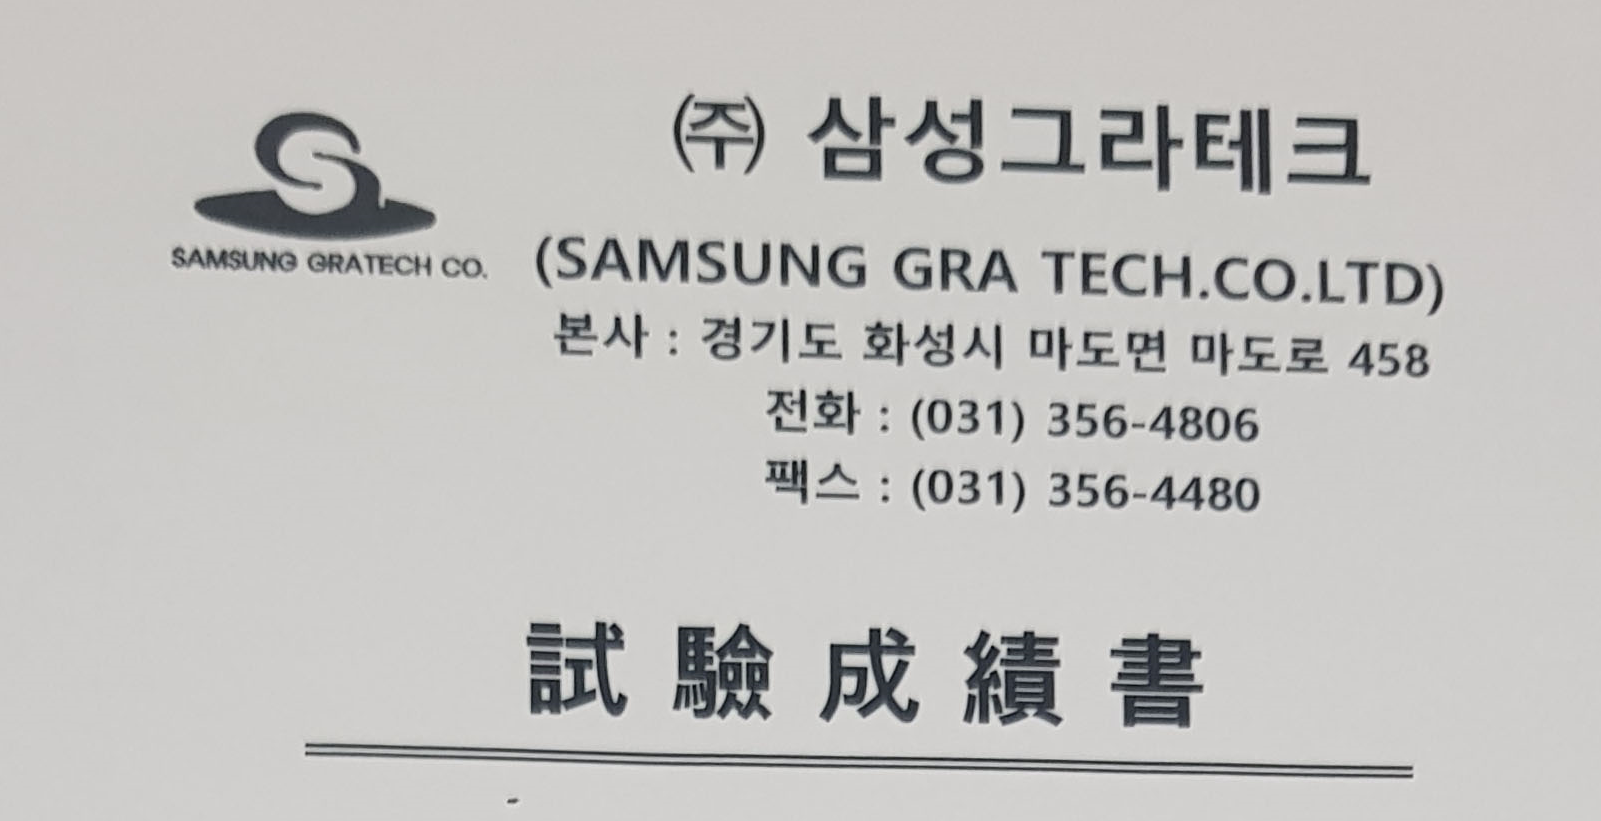 ㈜ 삼성그라테크
SAMSUNG GRATECH CO.
(SAMSUNG GRA TECH.CO.LTD)
본사 : 경기도 화성시 마도면 마도로 458
전화 : (031) 356-4806
팩스 : (031) 356-4480
試驗成績書